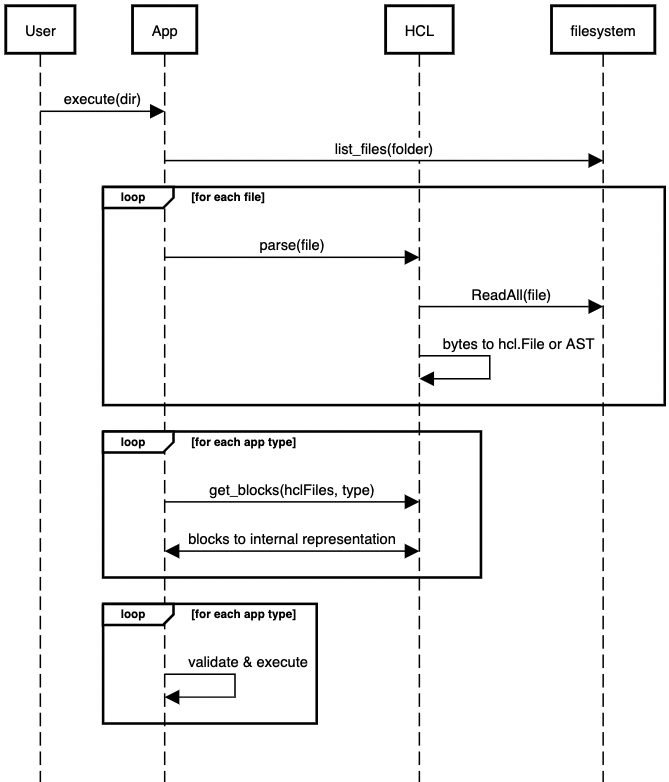 User
App
HCL
filesystem
execute(dir)
list_files(folder)
loop
[for each file]
parse(file)
ReadAll(file)
bytes to hcl.File or AST
loop
[for each app type]
get_blocks(hclFiles, type)
blocks to internal representation
loop
[for each app type]
validate & execute